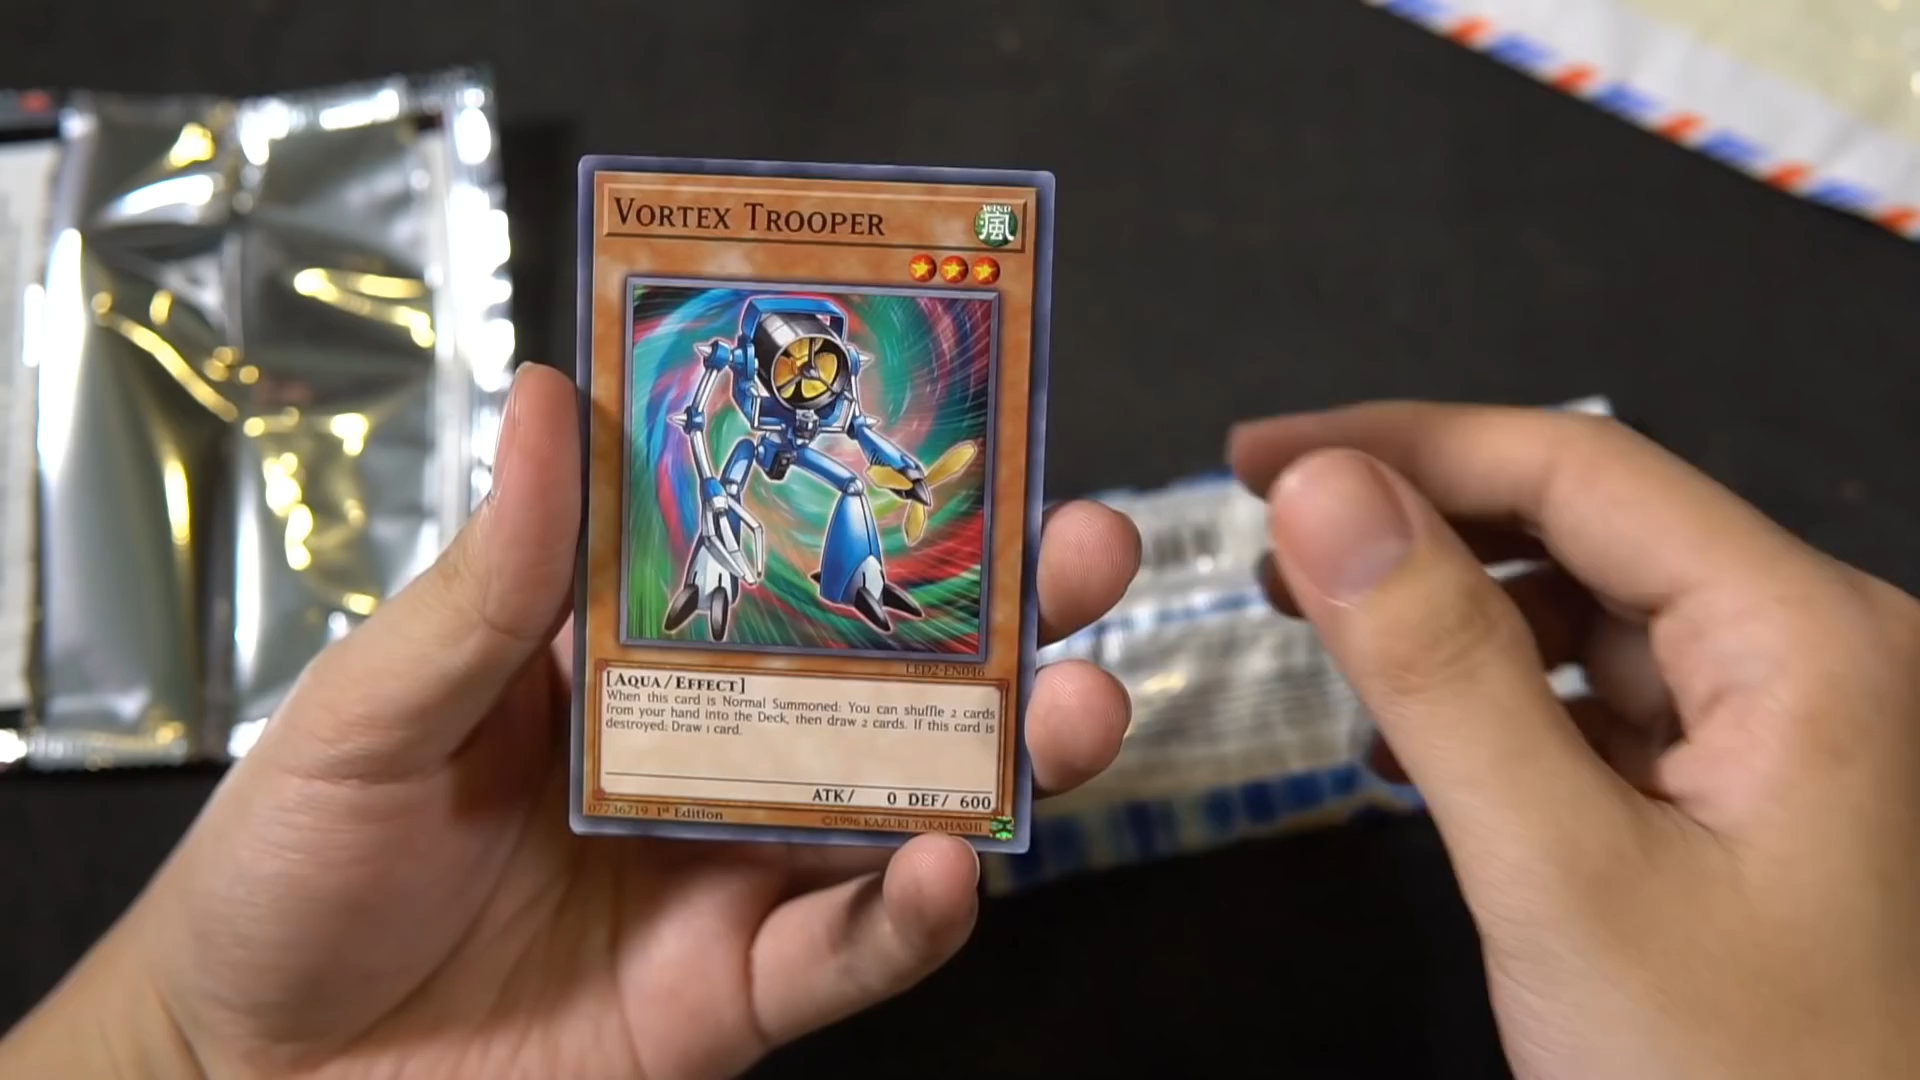 VORTEX TROOPER
WIND
風
LED2-EN046
[AQUA/EFFECT]
When this card is Normal Summoned: You can shuffle 2 cards
from your hand into the Deck, then draw 2 cards. If this card is
destroyed: Draw 1 card.
ATK/ 0 DEF/ 600
07736719 1st Edition
©1996 KAZUKI TAKAHASHI